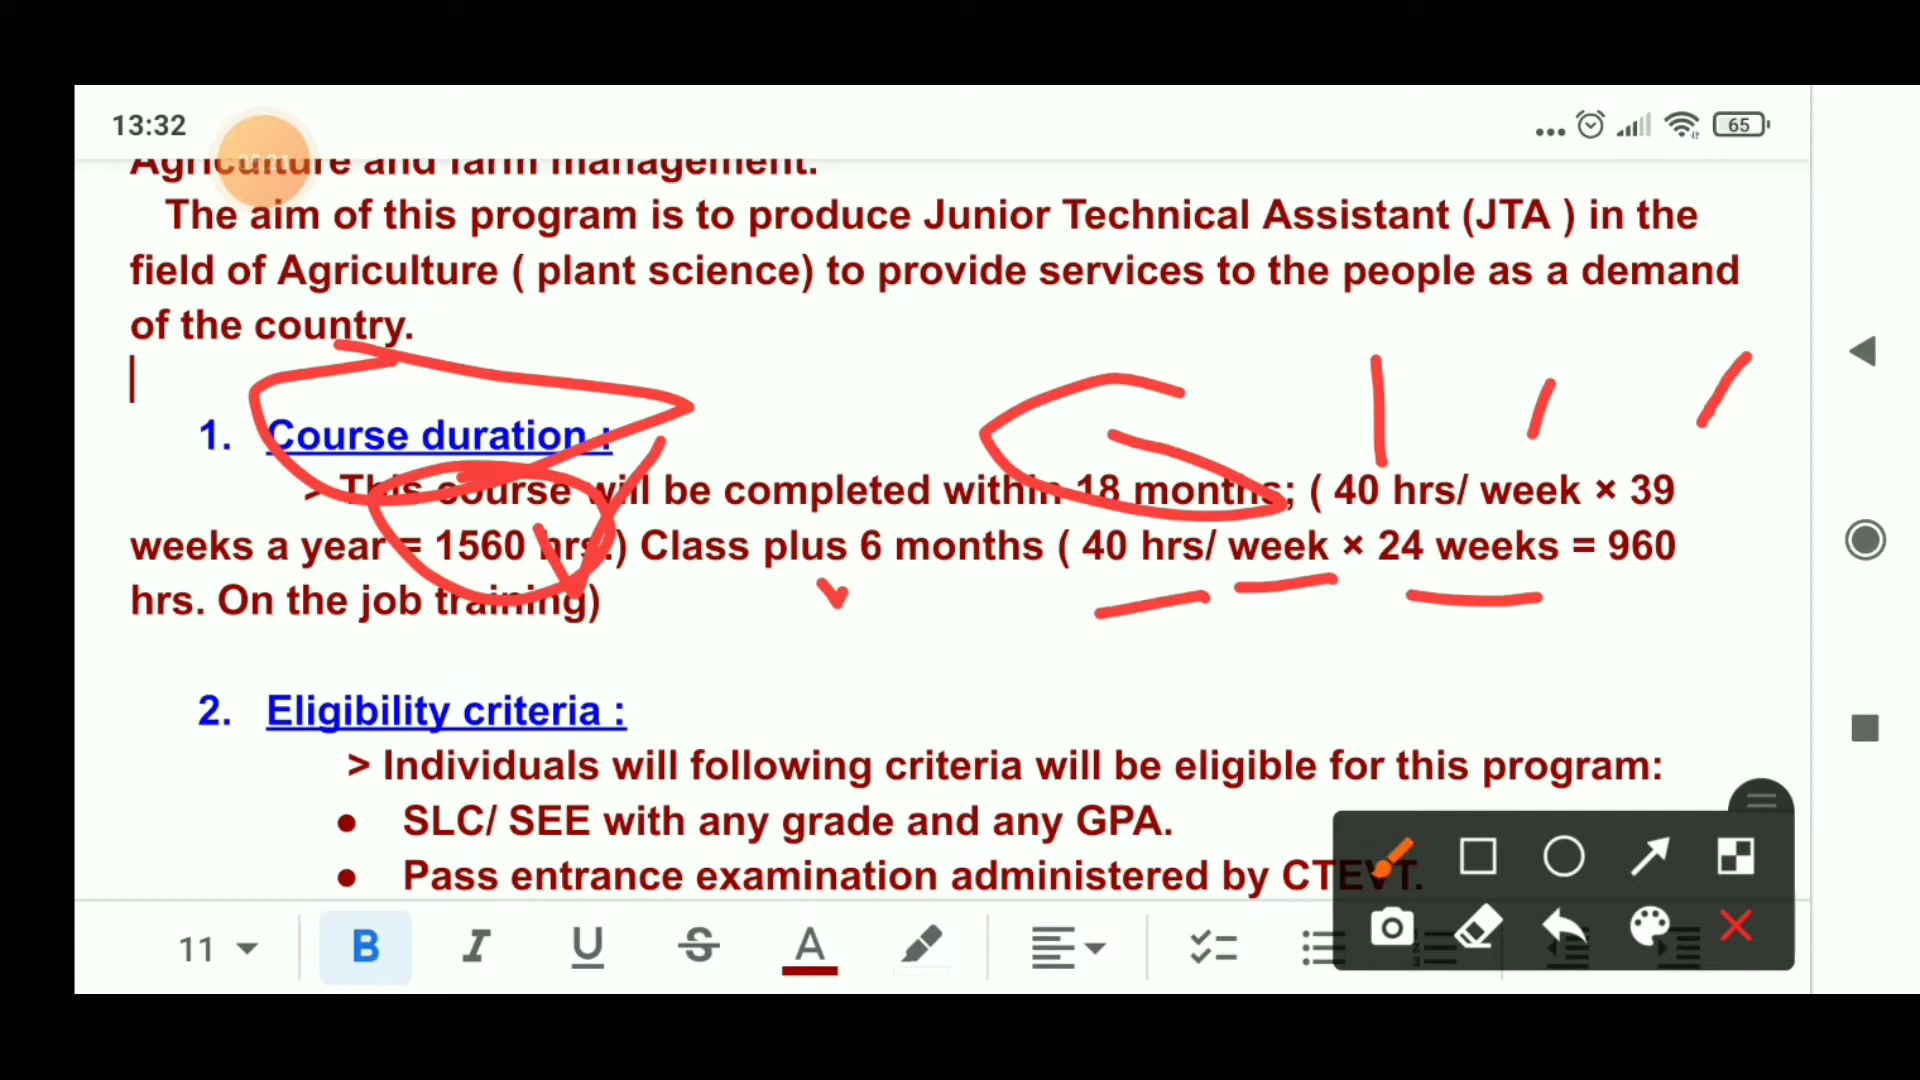 13:32
65
Agriculture and farm management.
The aim of this program is to produce Junior Technical Assistant (JTA ) in the
field of Agriculture ( plant science) to provide services to the people as a demand
of the country.
1. Course duration :
> This course will be completed within 18 months; ( 40 hrs/ week × 39
weeks a year = 1560 hrs.) Class plus 6 months ( 40 hrs/ week × 24 weeks = 960
hrs. On the job training)
2. Eligibility criteria :
> Individuals will following criteria will be eligible for this program:
● SLC/ SEE with any grade and any GPA.
● Pass entrance examination administered by CTEVT.
11 B I U S A